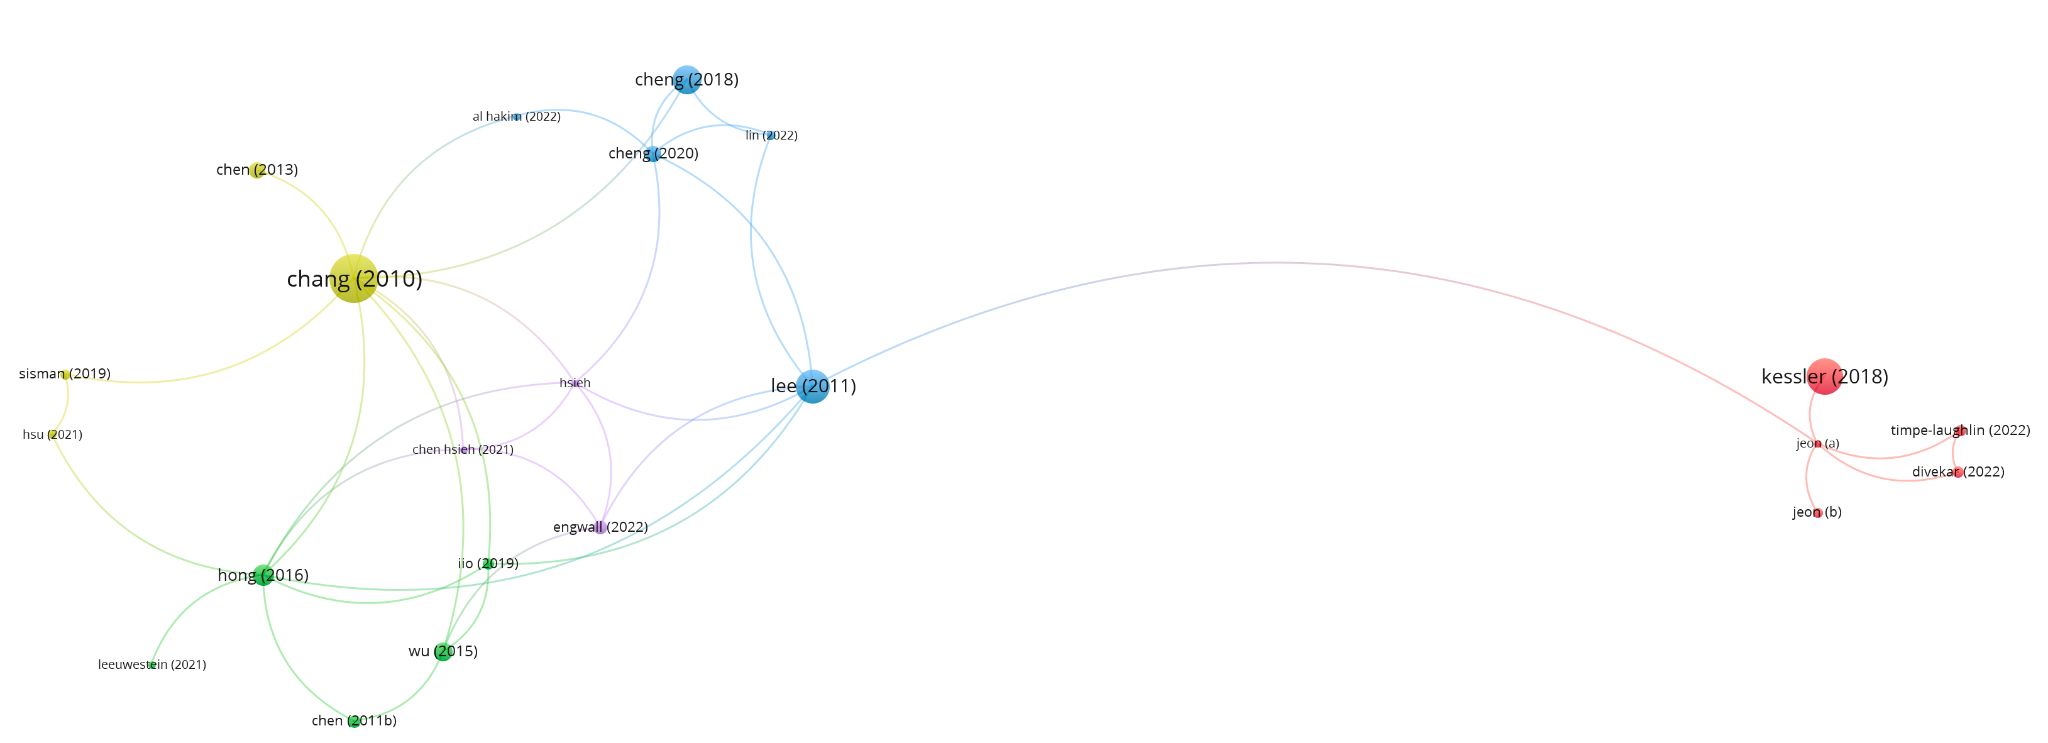 cheng (2018)
al hakim (2022)
lin (2022)
cheng (2020)
chen (2013)
chang (2010)
sisman (2019)
hsieh
lee (2011)
kessler (2018)
hsu (2021)
timpe-laughlin (2022)
jeon (a)
chen hsieh (2021)
divekar (2022)
jeon (b)
engwall (2022)
iio (2019)
hong (2016)
wu (2015)
leeuwestein (2021)
chen (2011b)